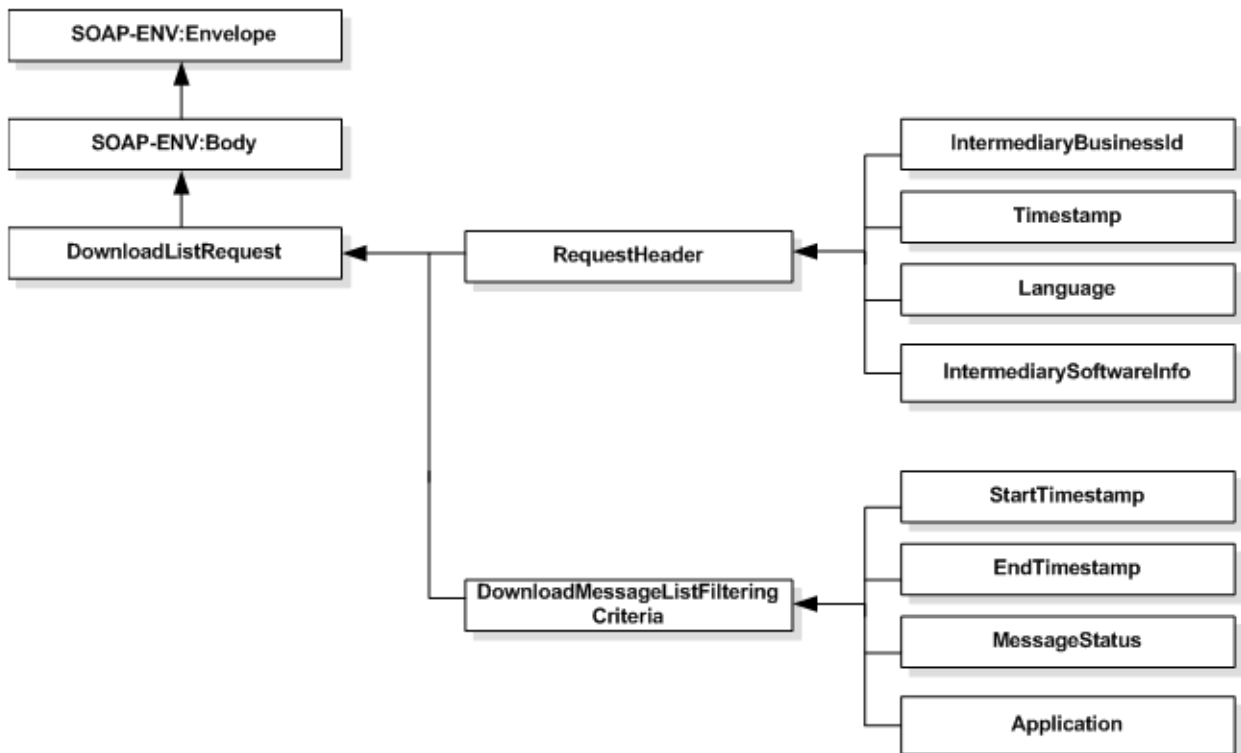 SOAP-ENV:Envelope
SOAP-ENV:Body
DownloadListRequest
RequestHeader
IntermediaryBusinessId
Timestamp
Language
IntermediarySoftwareInfo
DownloadMessageListFiltering
Criteria
StartTimestamp
EndTimestamp
MessageStatus
Application